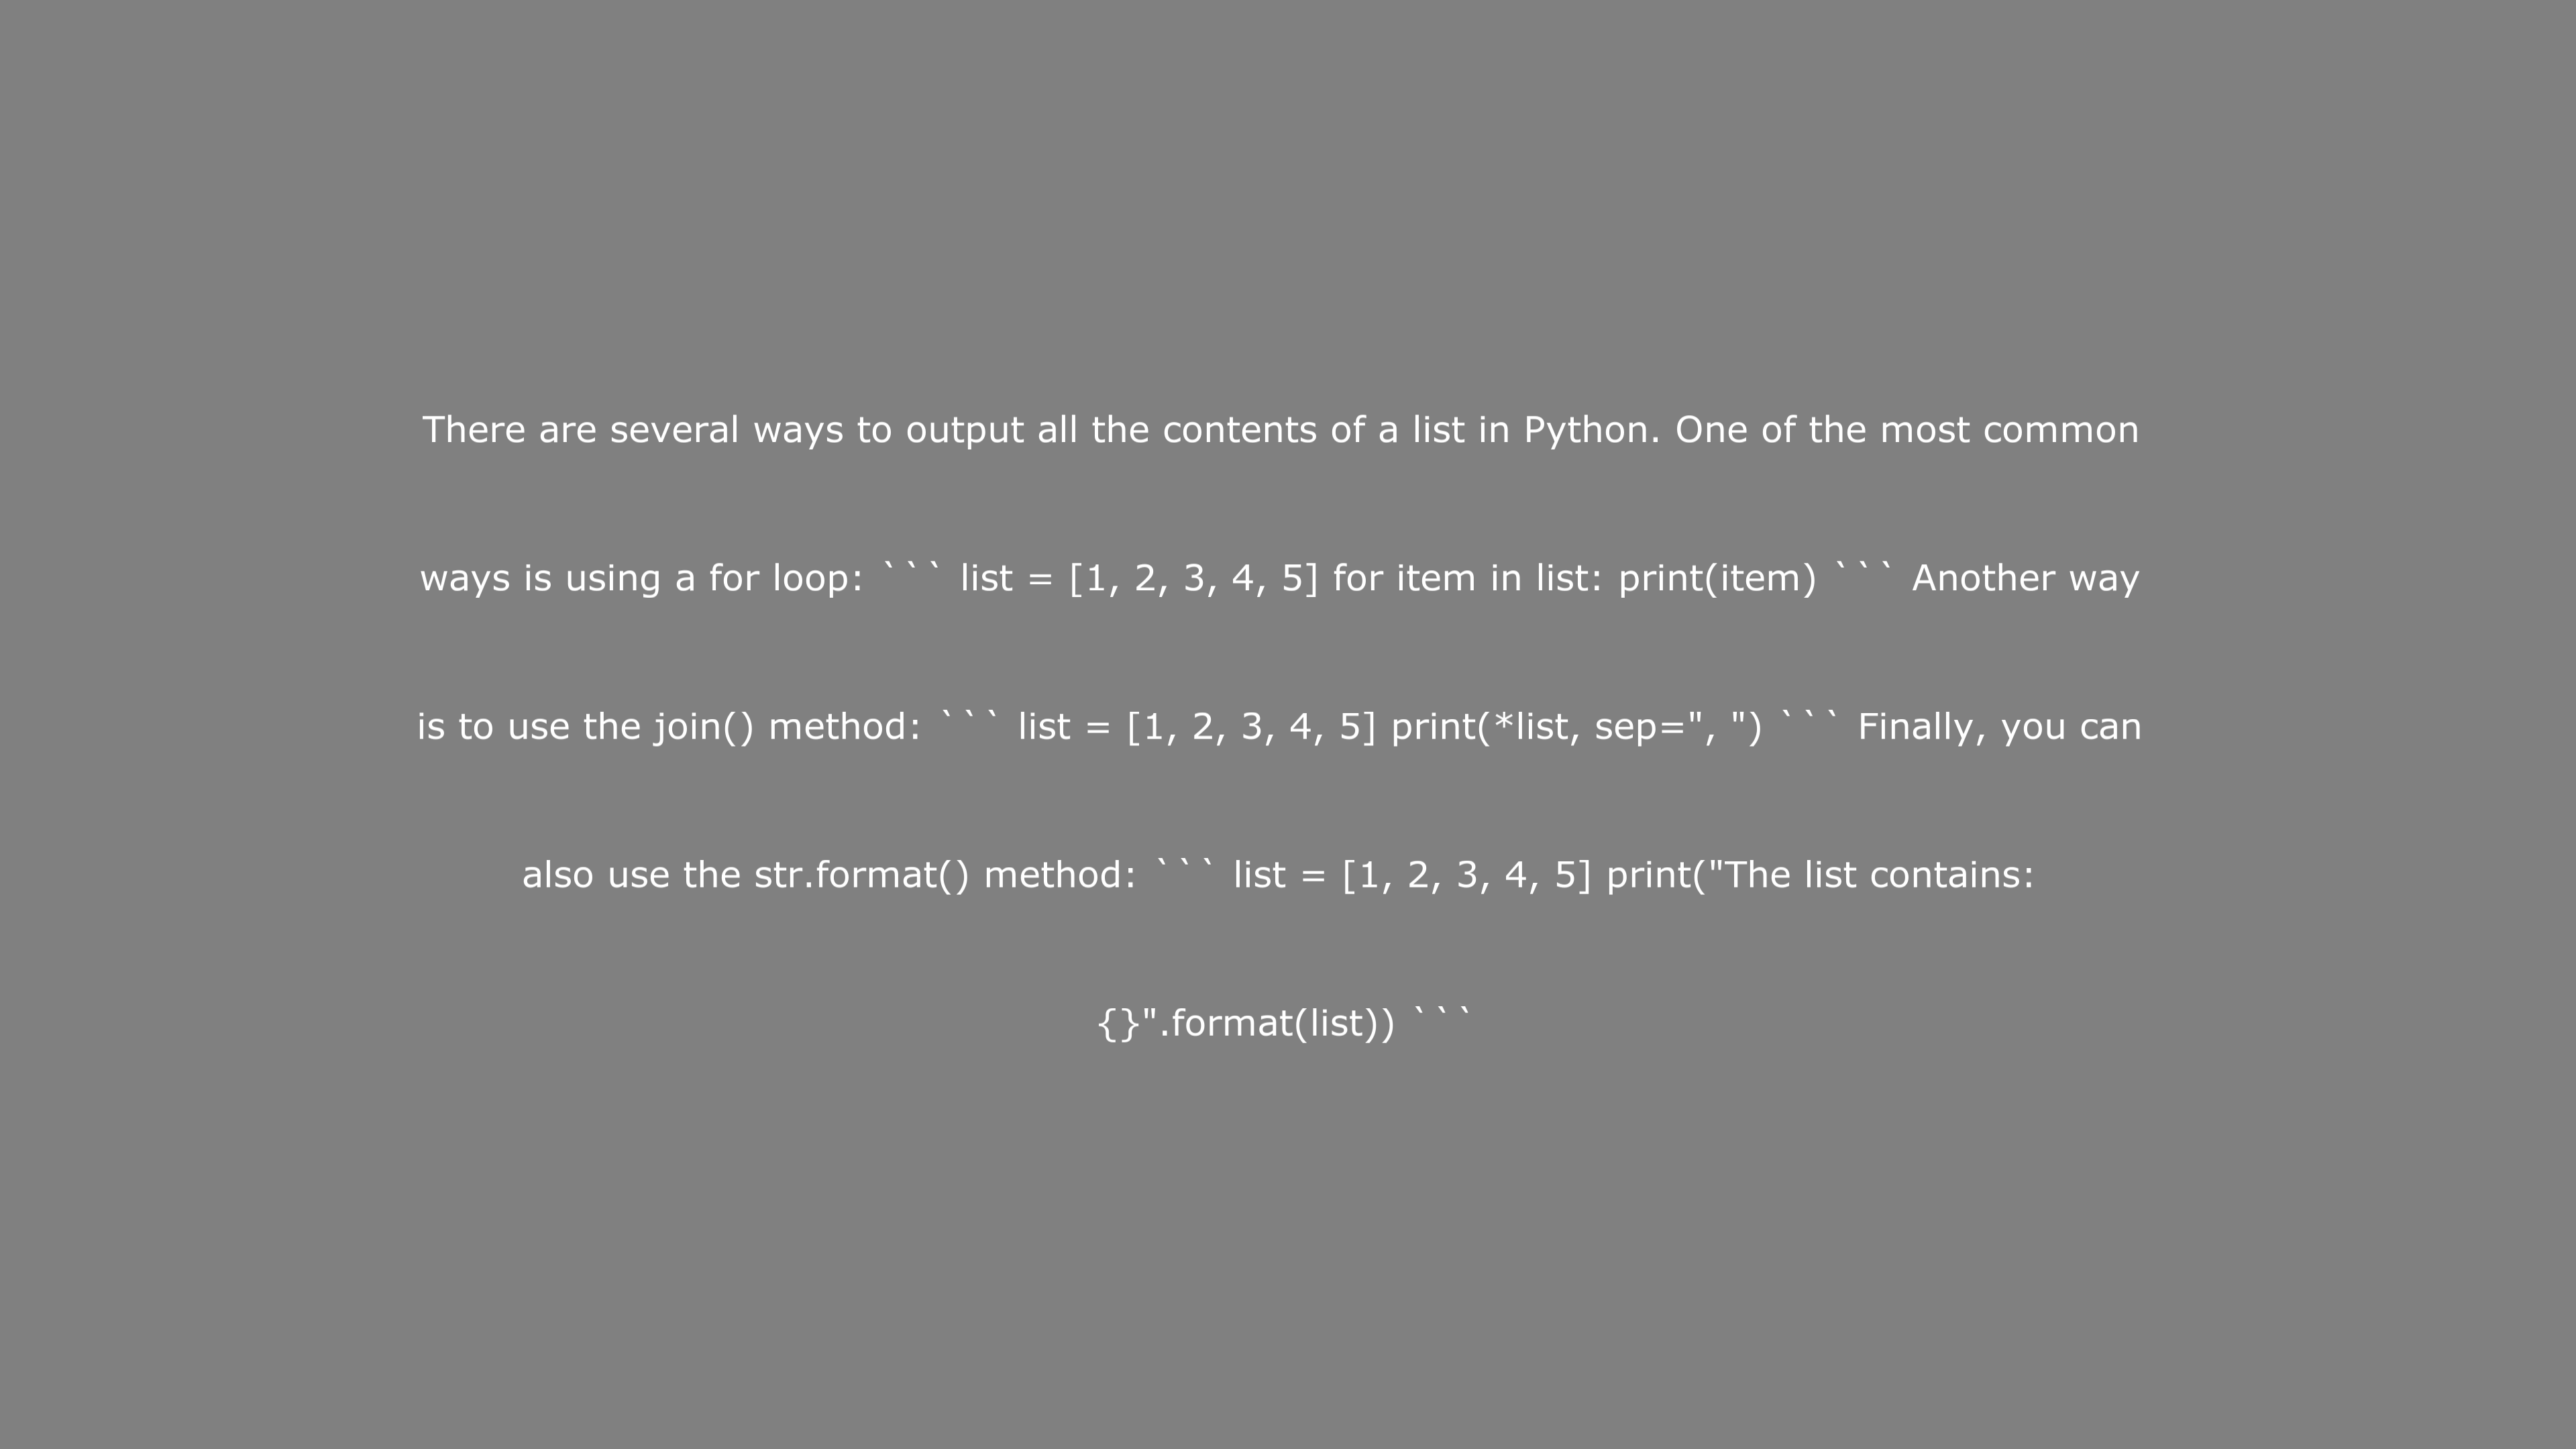 There are several ways to output all the contents of a list in Python. One of the most common
ways is using a for loop: ``` list = [1, 2, 3, 4, 5] for item in list: print(item) ``` Another way
is to use the join() method: ``` list = [1, 2, 3, 4, 5] print(*list, sep=", ") ``` Finally, you can
also use the str.format() method: ``` list = [1, 2, 3, 4, 5] print("The list contains:
{}".format(list)) ```